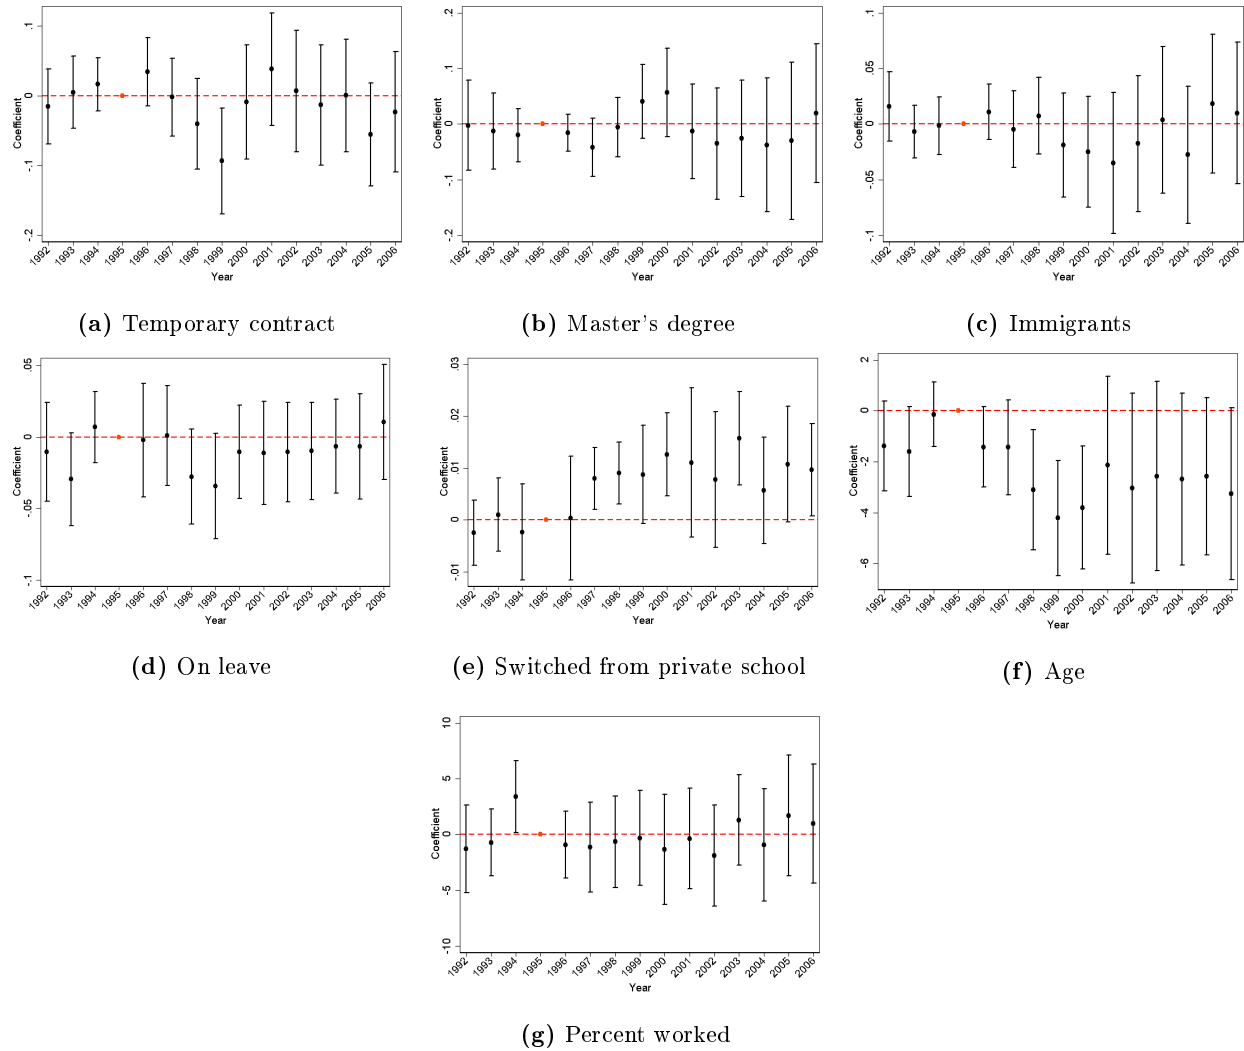 Coefficient
-.2
-.1
0
.1
1992 1993 1994 1995 1996 1997 1998 1999 2000 2001 2002 2003 2004 2005 2006
Year
(a) Temporary contract
Coefficient
-.2
-.1
0
.1
.2
1992 1993 1994 1995 1996 1997 1998 1999 2000 2001 2002 2003 2004 2005 2006
Year
(b) Master's degree
Coefficient
-.1
-.05
0
.05
.1
1992 1993 1994 1995 1996 1997 1998 1999 2000 2001 2002 2003 2004 2005 2006
Year
(c) Immigrants
Coefficient
-.1
-.05
0
.05
1992 1993 1994 1995 1996 1997 1998 1999 2000 2001 2002 2003 2004 2005 2006
Year
(d) On leave
Coefficient
-.01
0
.01
.02
.03
1992 1993 1994 1995 1996 1997 1998 1999 2000 2001 2002 2003 2004 2005 2006
Year
(e) Switched from private school
Coefficient
-6
-4
-2
0
2
1992 1993 1994 1995 1996 1997 1998 1999 2000 2001 2002 2003 2004 2005 2006
Year
(f) Age
Coefficient
-10
-5
0
5
10
1992 1993 1994 1995 1996 1997 1998 1999 2000 2001 2002 2003 2004 2005 2006
Year
(g) Percent worked